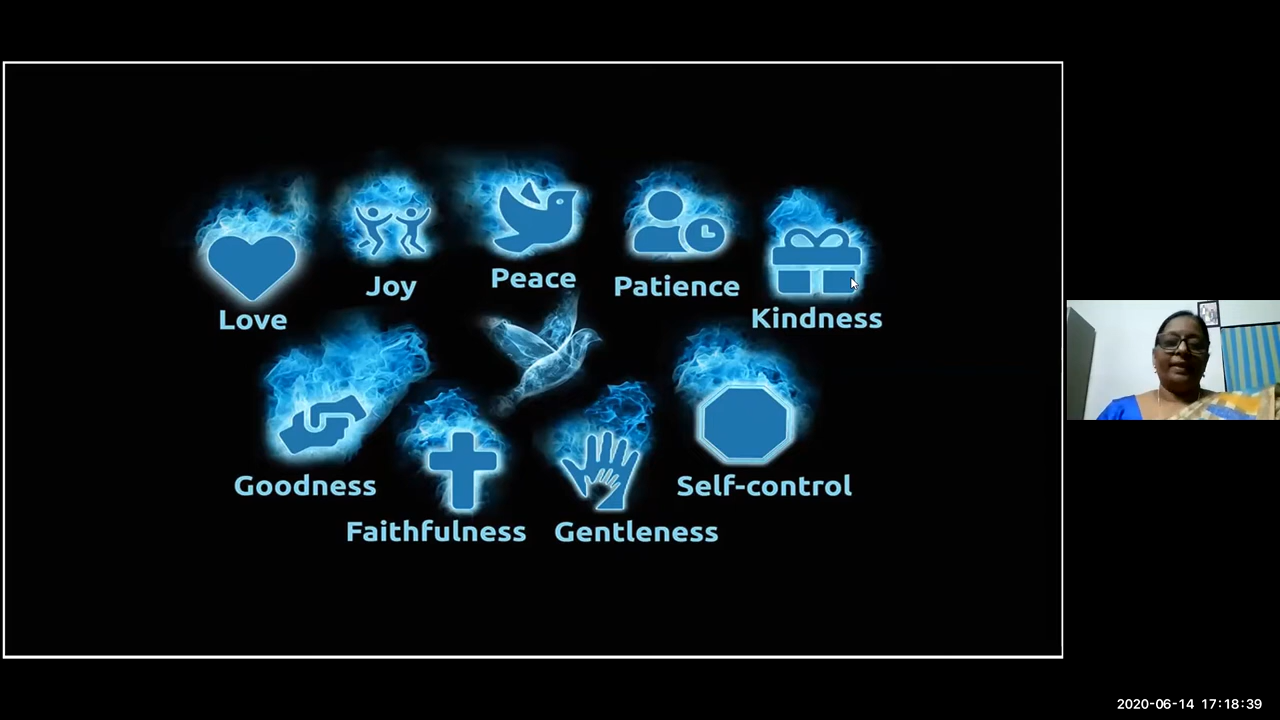 Love
Joy
Peace
Patience
Kindness
Goodness
Faithfulness
Gentleness
Self-control
2020-06-14 17:18:39